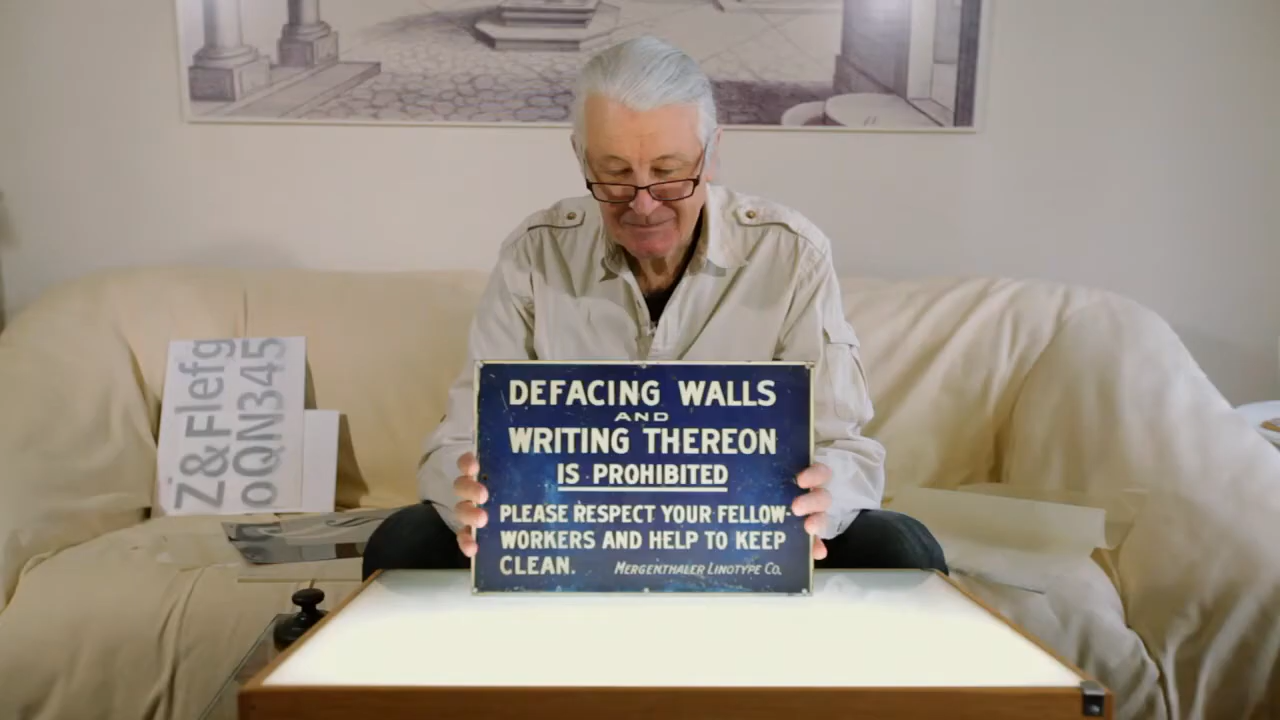 DEFACING WALLS
AND
WRITING THEREON
IS PROHIBITED
PLEASE RESPECT YOUR FELLOW-
WORKERS AND HELP TO KEEP
CLEAN. MERGENTHALER LINOTYPE CO.
Z&Flefg
oQN345